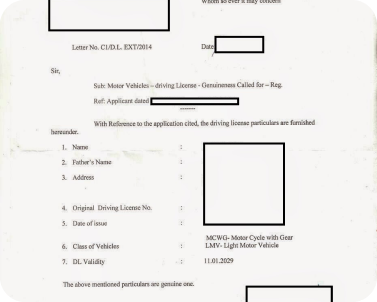 Whom so ever it may concern
Letter No. C1/D.L. EXT/2014 Date
Sir,
Sub: Motor Vehicles – driving License - Genuineness Called for – Reg.
Ref: Applicant dated
With Reference to the application cited, the driving license particulars are furnished
hereunder.
1. Name :
2. Father's Name :
3. Address :
4. Original Driving License No. :
5. Date of issue :
MCWG- Motor Cycle with Gear
6. Class of Vehicles : LMV- Light Motor Vehicle
7. DL Validity : 11.01.2029
The above mentioned particulars are genuine one.